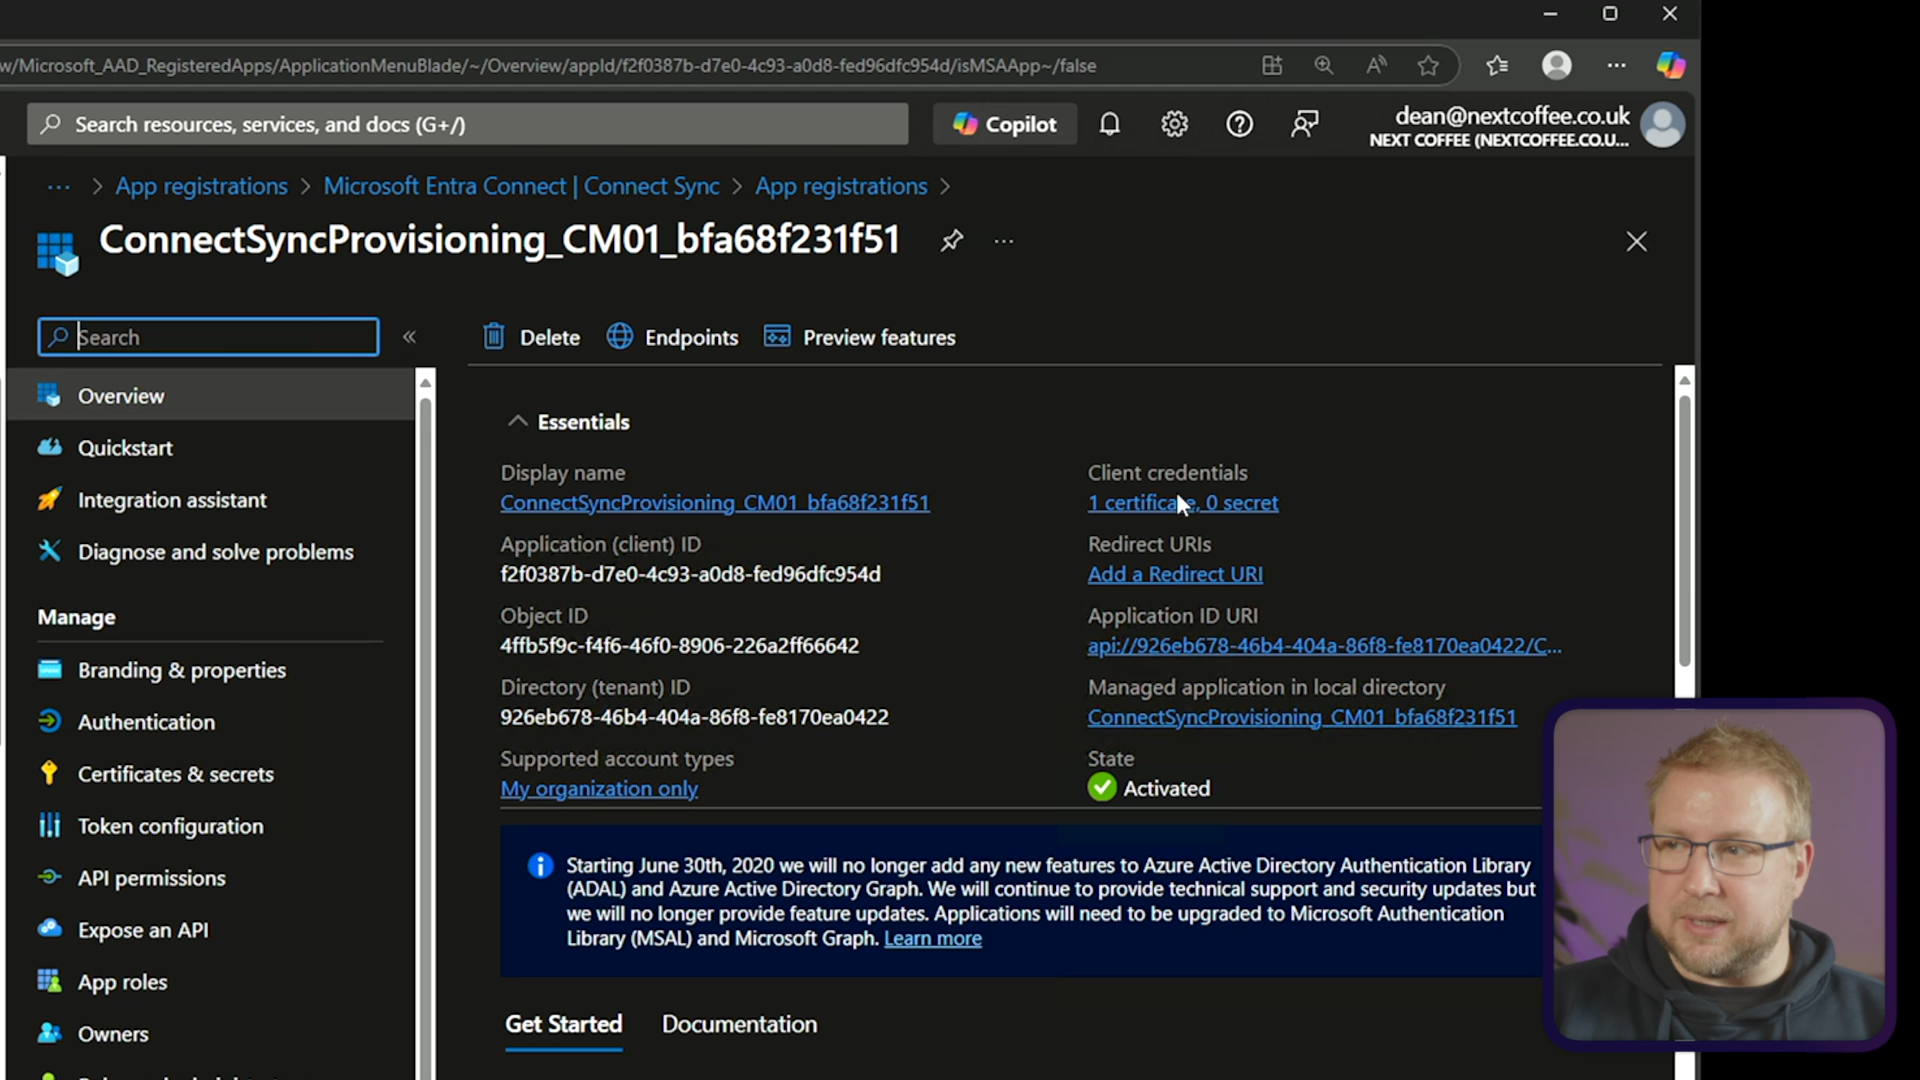 w/Microsoft_AAD_RegisteredApps/ApplicationMenuBlade/~/Overview/appId/f2f0387b-d7e0-4c93-a0d8-fed96dfc954d/isMSAApp~/false
Search resources, services, and docs (G+/)
Copilot
dean@nextcoffee.co.uk
NEXT COFFEE (NEXTCOFFEE.CO.U...
... > App registrations > Microsoft Entra Connect | Connect Sync > App registrations >
ConnectSyncProvisioning_CM01_bfa68f231f51
Search
Delete
Endpoints
Preview features
Overview
Quickstart
Integration assistant
Diagnose and solve problems
Manage
Branding & properties
Authentication
Certificates & secrets
Token configuration
API permissions
Expose an API
App roles
Owners
Essentials
Display name
ConnectSyncProvisioning_CM01_bfa68f231f51
Application (client) ID
f2f0387b-d7e0-4c93-a0d8-fed96dfc954d
Object ID
4ffb5f9c-f4f6-46f0-8906-226a2ff66642
Directory (tenant) ID
926eb678-46b4-404a-86f8-fe8170ea0422
Supported account types
My organization only
Client credentials
1 certificate, 0 secret
Redirect URIs
Add a Redirect URI
Application ID URI
api://926eb678-46b4-404a-86f8-fe8170ea0422/C...
Managed application in local directory
ConnectSyncProvisioning_CM01_bfa68f231f51
State
Activated
Starting June 30th, 2020 we will no longer add any new features to Azure Active Directory Authentication Library
(ADAL) and Azure Active Directory Graph. We will continue to provide technical support and security updates but
we will no longer provide feature updates. Applications will need to be upgraded to Microsoft Authentication
Library (MSAL) and Microsoft Graph. Learn more
Get Started
Documentation